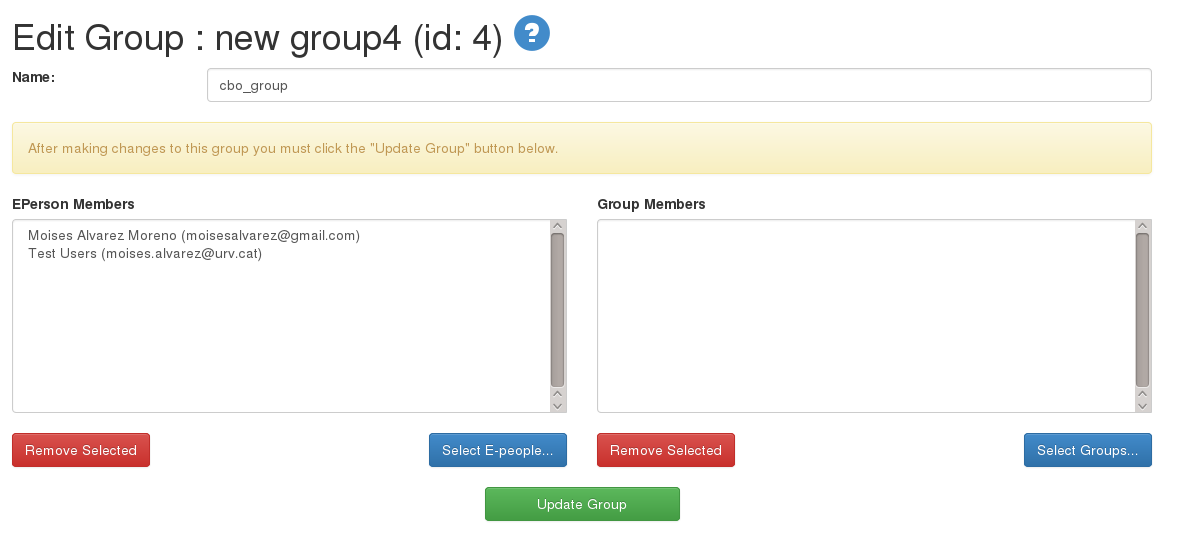 Edit Group : new group4 (id: 4) ?
Name:
cbo_group
After making changes to this group you must click the "Update Group" button below.
EPerson Members
Moises Alvarez Moreno (moisesalvarez@gmail.com)
Test Users (moises.alvarez@urv.cat)
Remove Selected
Select E-people...
Group Members
Remove Selected
Select Groups...
Update Group